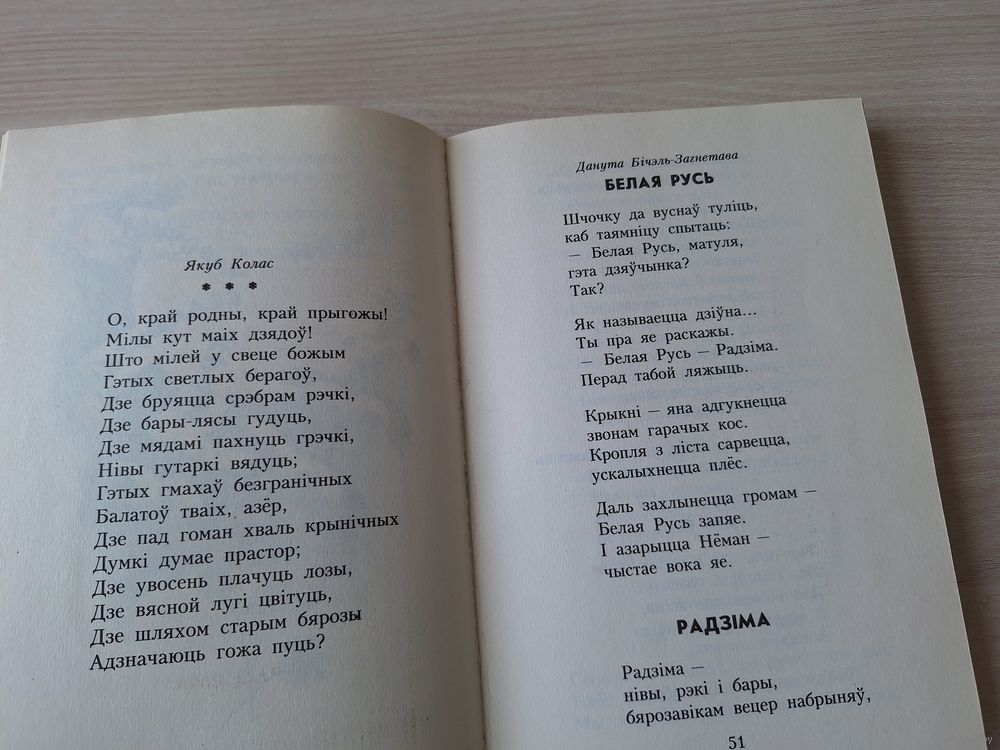 Якуб Колас
* * *
О, край родны, край прыгожы!
Мілы кут маіх дзядоў!
Што мілей у свеце божым
Гэтых светлых берагоў,
Дзе бруяцца срэбрам рэчкі,
Дзе бары-лясы гудуць,
Дзе мядамі пахнуць грэчкі,
Нівы гутаркі вядуць;
Гэтых гмахаў безгранічных
Балатоў тваіх, азёр,
Дзе пад гоман хваль крынічных
Думкі думае прастор;
Дзе увосень плачуць лозы,
Дзе вясной лугі цвітуць,
Дзе шляхом старым бярозы
Адзначаюць гожа пуць?
Данута Бічэль-Загнетава
БЕЛАЯ РУСЬ
Шчочку да вуснаў туліць,
каб таямніцу спытаць:
— Белая Русь, матуля,
гэта дзяўчынка?
Так?
Як называецца дзіўна...
Ты пра яе раскажы.
— Белая Русь — Радзіма.
Перад табой ляжыць.
Крыкні — яна адгукнецца
звонам гарачых кос.
Кропля з ліста сарвецца,
ускалыхнецца плёс.
Даль захлынецца громам —
Белая Русь запяе.
І азарыцца Нёман —
чыстае вока яе.
РАДЗІМА
Радзіма —
нівы, рэкі і бары,
бярозавікам вецер набрыняў,
51